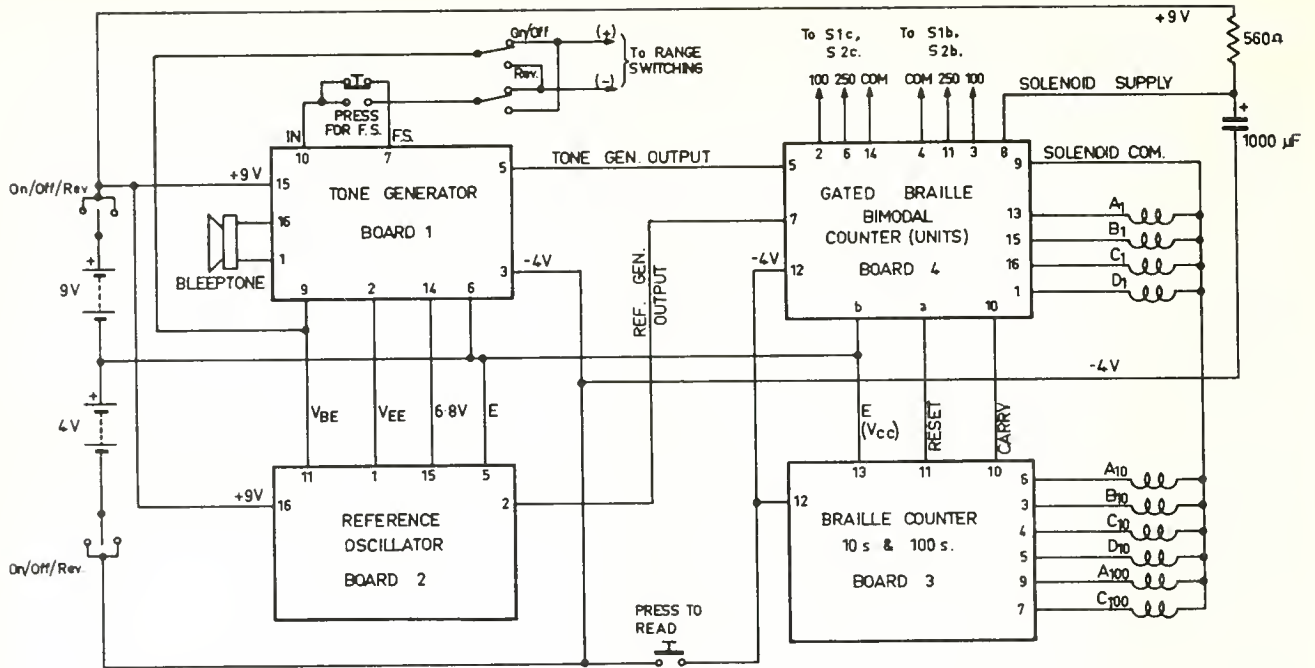 +9V
560Ω
SOLENOID SUPPLY
+
1000 µF
On/Off
Rev.
(+)
(-)
To RANGE
SWITCHING
To S1c,
S2c.
To S1b,
S2b.
100 250 COM
COM 250 100
PRESS
FOR F.S.
IN
F.S.
10
7
2 6 14 4 11 3 8
On/Off/Rev
+9V
15
16
1
TONE GENERATOR
BOARD 1
5
3
9 2 14 6
BLEEPTONE
TONE GEN. OUTPUT
-4V
+
9V
REF. GEN.
OUTPUT
5
7
12
-4V
GATED BRAILLE
BIMODAL
COUNTER (UNITS)
BOARD 4
9
SOLENOID COM.
13
A1
15
B1
16
C1
1
D1
b a 10
-4V
+
4V
VBE
VEE
6·8V
E
E
(Vcc)
RESET
CARRY
11 1 15 5
+9V
16
REFERENCE
OSCILLATOR
BOARD 2
2
13 11 10
12
BRAILLE COUNTER
10s & 100s.
BOARD 3
6
A10
3
B10
4
C10
5
D10
9
A100
7
C100
On/Off/Rev
PRESS TO
READ